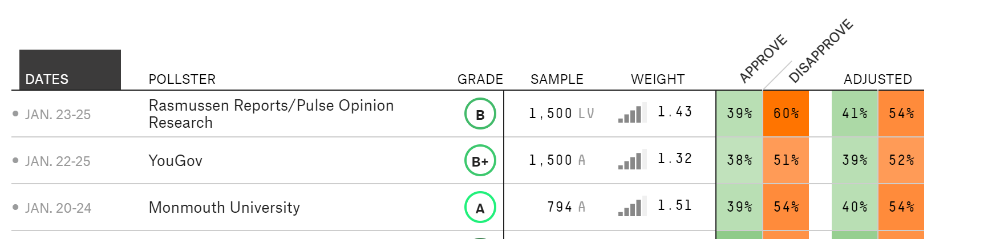 APPROVE
DISAPPROVE
DATES POLLSTER GRADE SAMPLE WEIGHT ADJUSTED
JAN. 23-25 Rasmussen Reports/Pulse Opinion Research B 1,500 LV 1.43 39% 60% 41% 54%
JAN. 22-25 YouGov B+ 1,500 A 1.32 38% 51% 39% 52%
JAN. 20-24 Monmouth University A 794 A 1.51 39% 54% 40% 54%